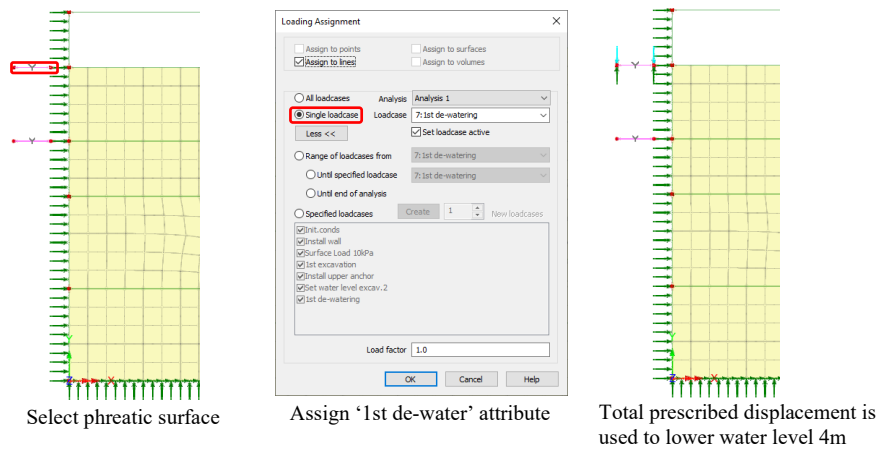 Loading Assignment
Assign to points
Assign to surfaces
Assign to lines
Assign to volumes
All loadcases
Analysis
Analysis 1
Single loadcase
Loadcase
7:1st de-watering
Less <<
Set loadcase active
Range of loadcases from
7:1st de-watering
Until specified loadcase
7:1st de-watering
Until end of analysis
Specified loadcases
Create
1
New loadcases
Init.conds
Install wall
Surface Load 10kPa
1st excavation
Install upper anchor
Set water level excav.2
1st de-watering
Load factor
1.0
OK
Cancel
Help
Y
Y
Y
X
Z
Y
Y
Y
X
Z
Select phreatic surface
Assign ‘1st de-water’ attribute
Total prescribed displacement is
used to lower water level 4m